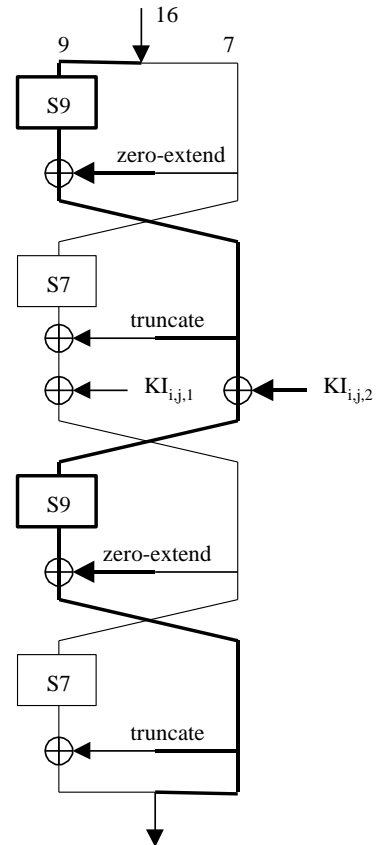 16
9 7
S9
zero-extend
S7
truncate
KI_{i,j,1} KI_{i,j,2}
S9
zero-extend
S7
truncate